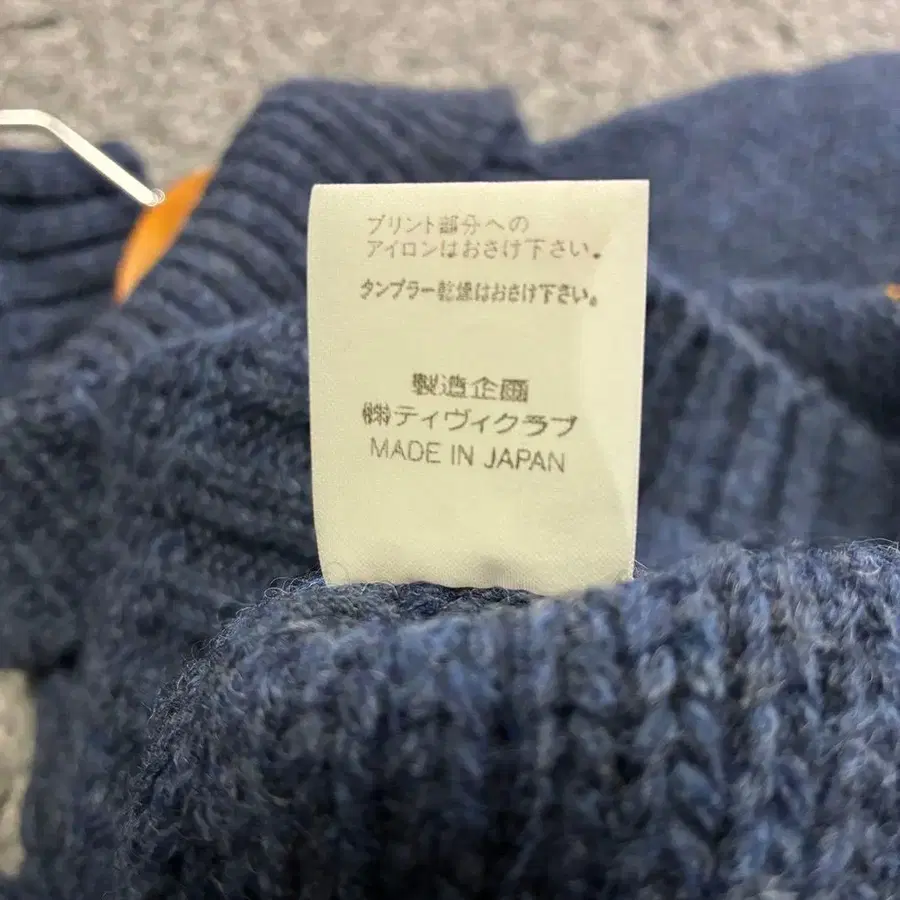 プリント部分への
アイロンはおさけ下さい。
タンブラー乾燥はおさけ下さい。
製造企画
㈱ティヴィクラブ
MADE IN JAPAN